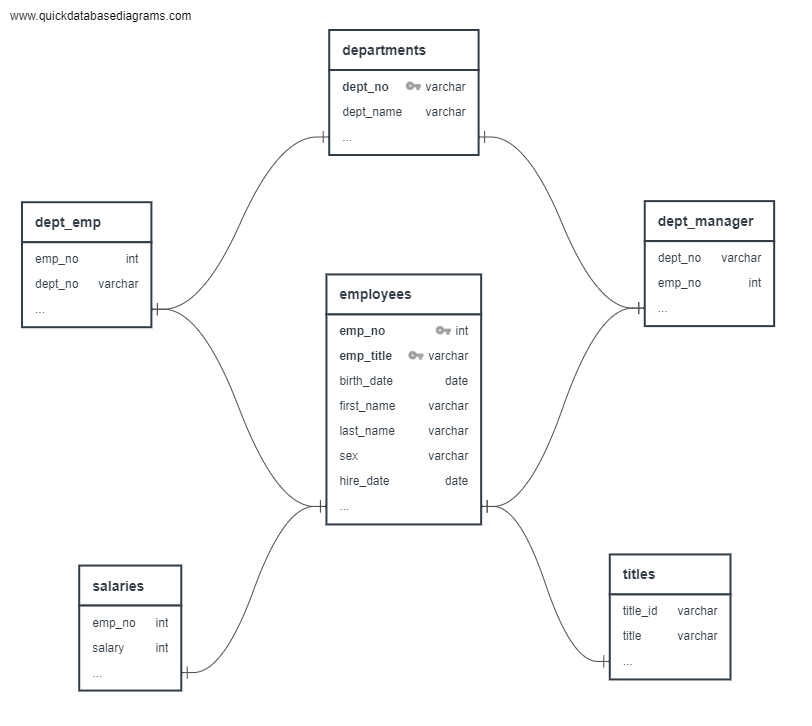 www.quickdatabasediagrams.com
departments
dept_no varchar
dept_name varchar
...
dept_emp
emp_no int
dept_no varchar
...
dept_manager
dept_no varchar
emp_no int
...
employees
emp_no int
emp_title varchar
birth_date date
first_name varchar
last_name varchar
sex varchar
hire_date date
...
salaries
emp_no int
salary int
...
titles
title_id varchar
title varchar
...